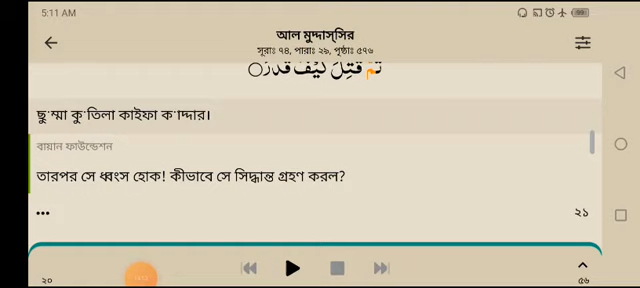 5:11 AM
আল মুদ্দাস্সির
সূরাঃ ৭৪, পারাঃ ২৯, পৃষ্ঠাঃ ৫৭৬
ثُمَّ قُتِلَ كَيْفَ قَدَّرَ
ছু ম্মা কু'তিলা কাইফা ক'াদ্দার।
বায়ান ফাউন্ডেশন
তারপর সে ধ্বংস হোক! কীভাবে সে সিদ্ধান্ত গ্রহণ করল?
••• ২১
২০ ৫৬